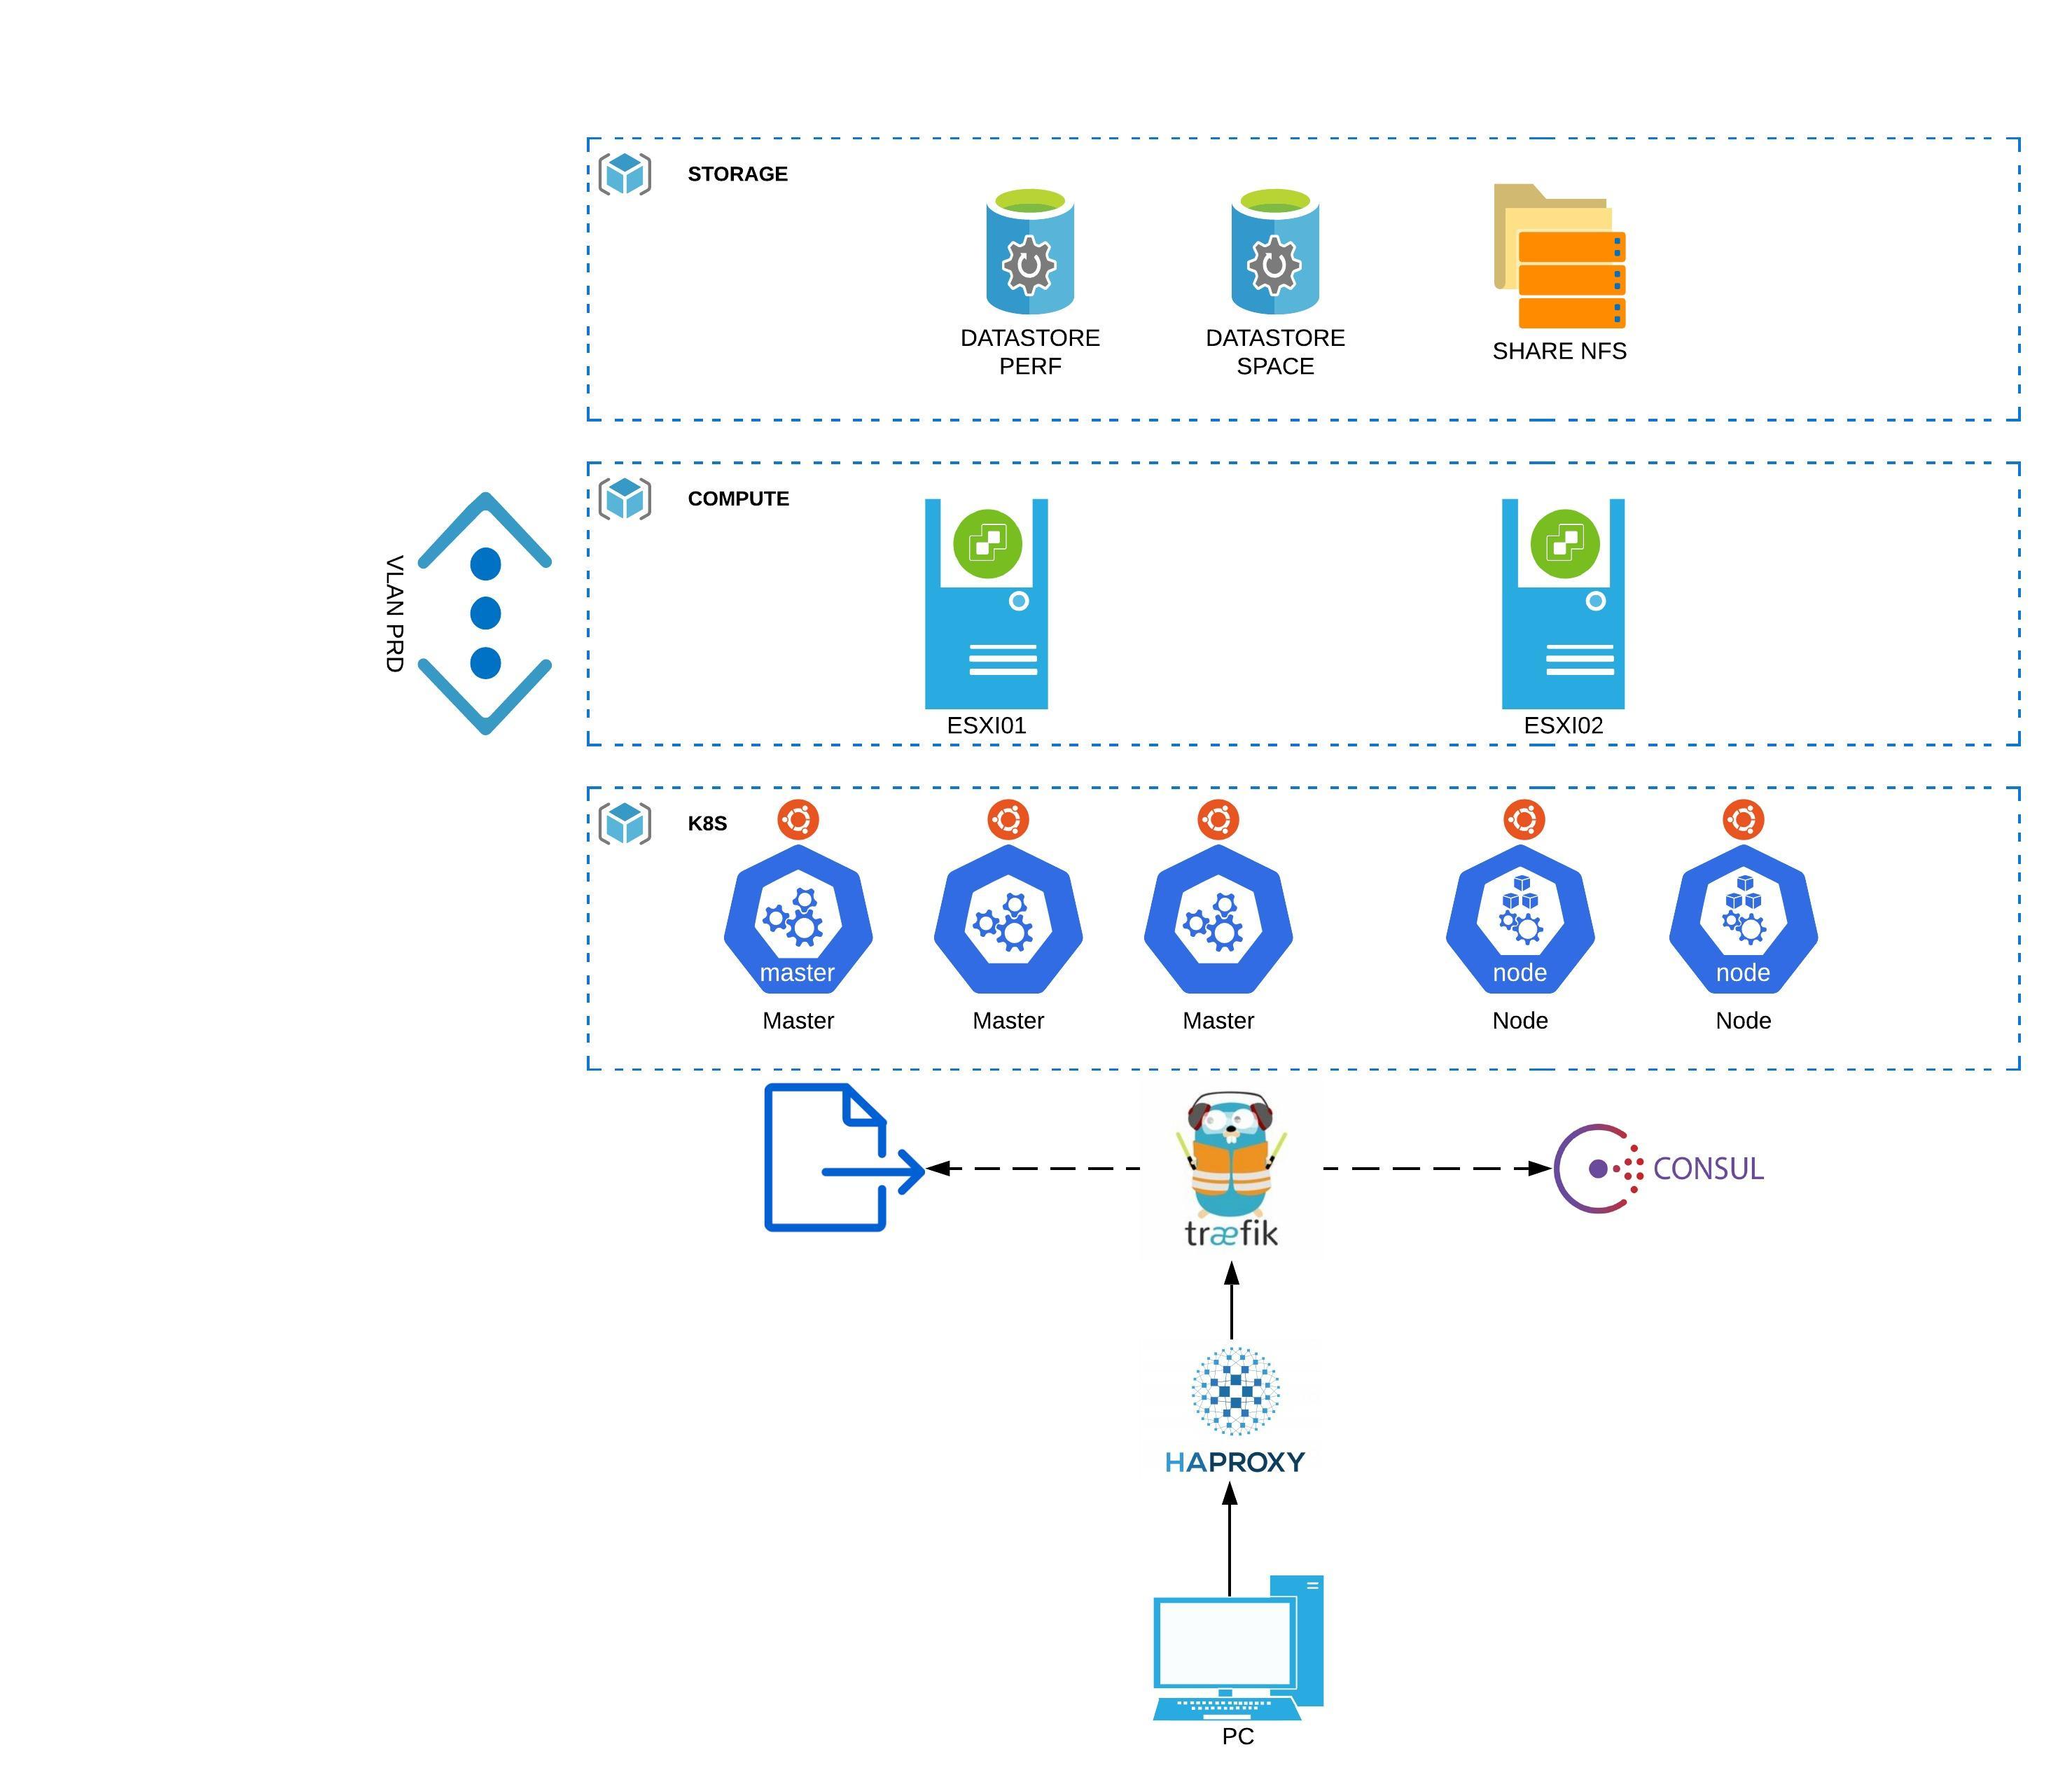 STORAGE
DATASTORE
PERF
DATASTORE
SPACE
SHARE NFS
VLAN PRD
COMPUTE
ESXI01
ESXI02
K8S
master
node
node
Master
Master
Master
Node
Node
træfik
CONSUL
HAPROXY
PC